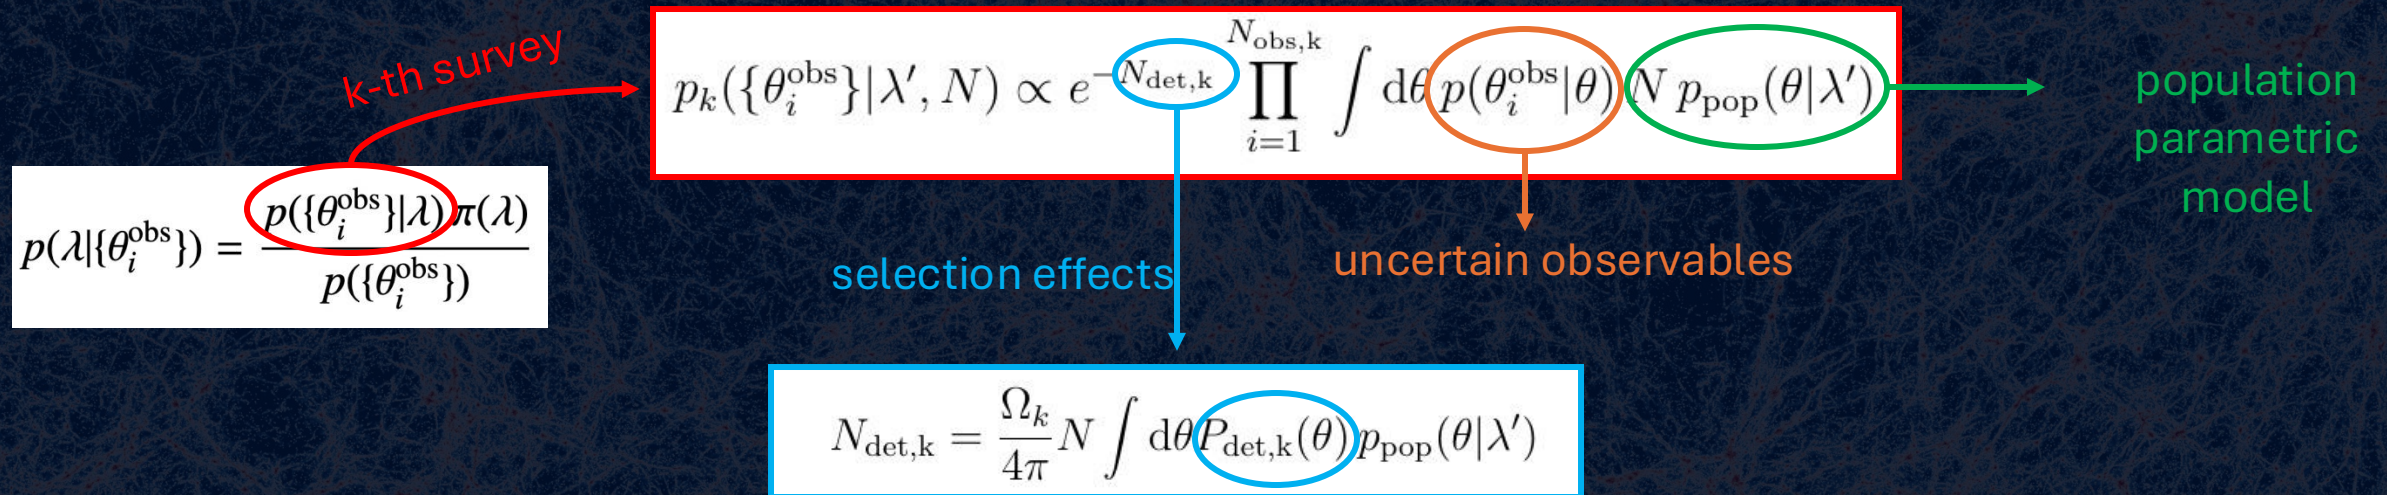 k-th survey
p_k({θ_i^obs}|λ′, N) ∝ e^{−N_det,k} ∏_{i=1}^{N_obs,k} ∫ dθ p(θ_i^obs|θ) N p_pop(θ|λ′)
population
parametric
model
p(λ|{θ_i^obs}) = p({θ_i^obs}|λ) π(λ) / p({θ_i^obs})
selection effects
uncertain observables
N_det,k = Ω_k / 4π N ∫ dθ P_det,k(θ) p_pop(θ|λ′)